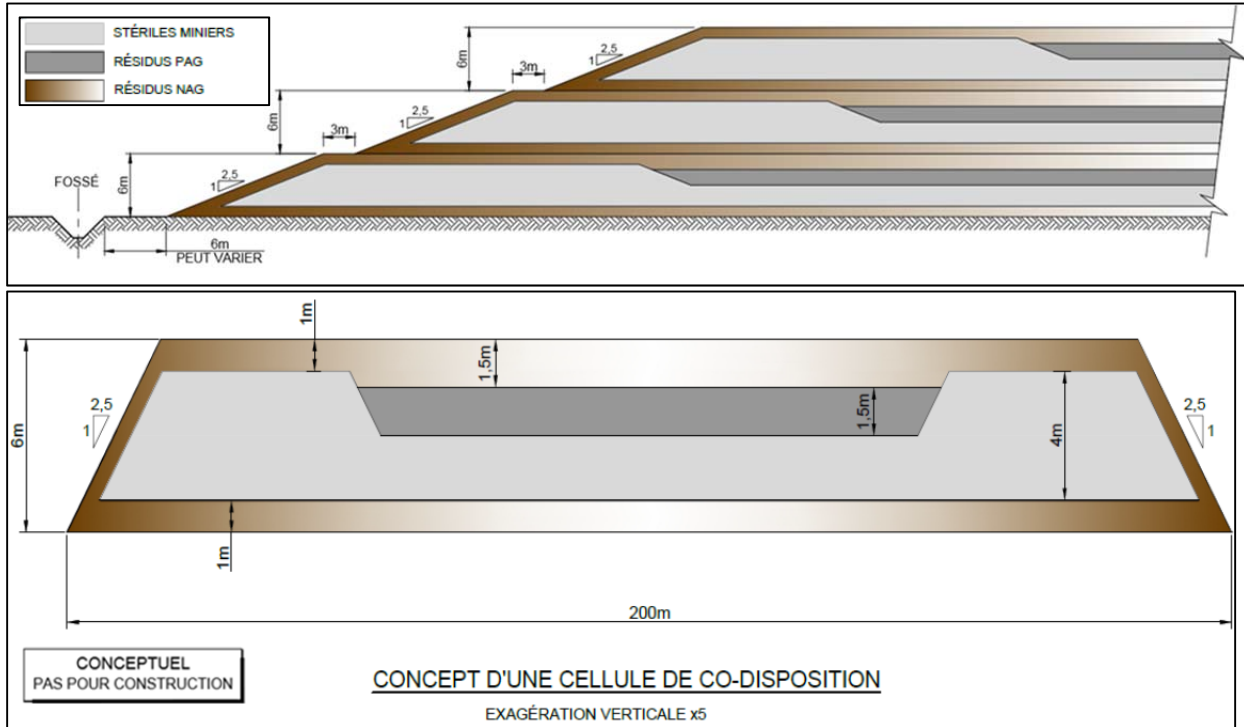 STÉRILES MINIERS
RÉSIDUS PAG
RÉSIDUS NAG
6m
2,5
1
3m
6m
2,5
1
3m
FOSSÉ
6m
2,5
1
6m
PEUT VARIER
1m
1,5m
2,5
1
6m
1,5m
4m
2,5
1
1m
200m
CONCEPTUEL
PAS POUR CONSTRUCTION
CONCEPT D'UNE CELLULE DE CO-DISPOSITION
EXAGÉRATION VERTICALE x5